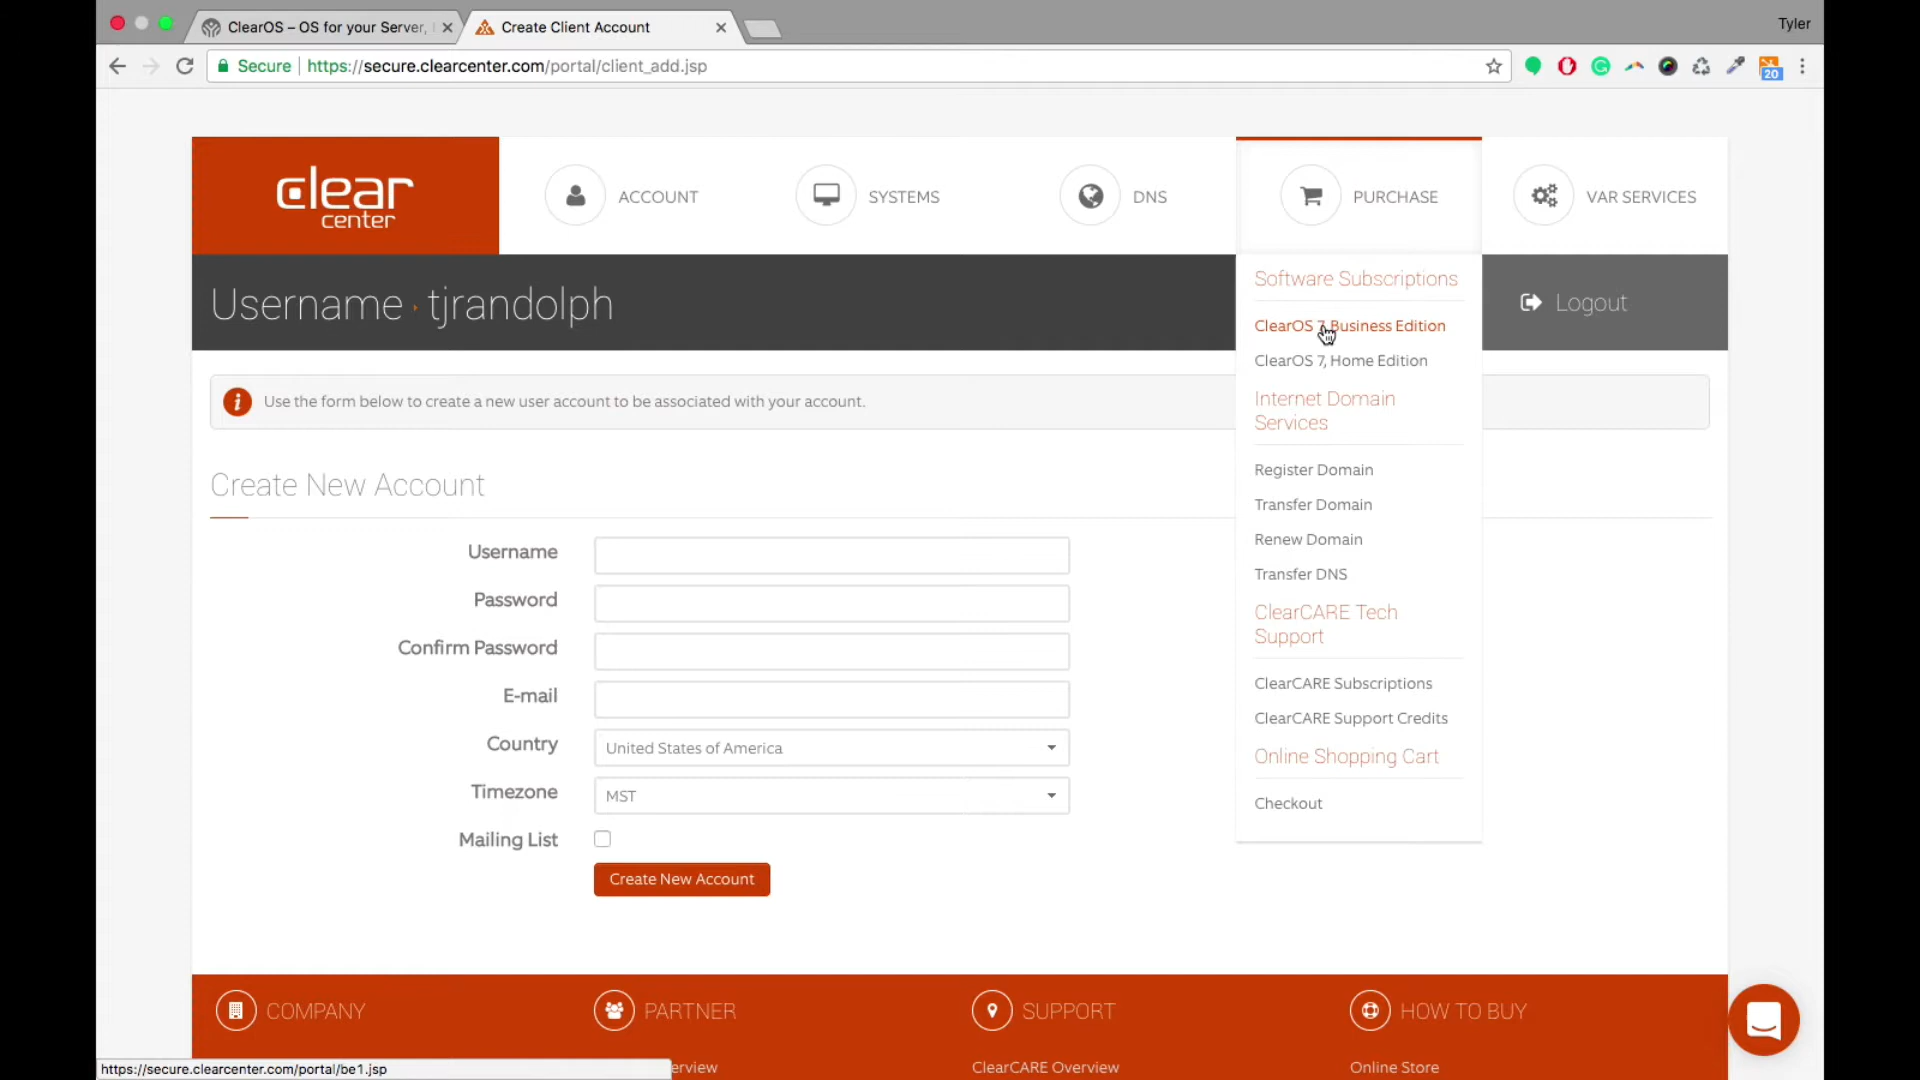 ClearOS – OS for your Server,
Create Client Account
Tyler
Secure
https://secure.clearcenter.com/portal/client_add.jsp
20
clear
center
ACCOUNT
SYSTEMS
DNS
PURCHASE
VAR SERVICES
Username
tjrandolph
Logout
Software Subscriptions
ClearOS 7, Business Edition
ClearOS 7, Home Edition
Internet Domain
Services
Register Domain
Transfer Domain
Renew Domain
Transfer DNS
ClearCARE Tech
Support
ClearCARE Subscriptions
ClearCARE Support Credits
Online Shopping Cart
Checkout
Use the form below to create a new user account to be associated with your account.
Create New Account
Username
Password
Confirm Password
E-mail
Country
United States of America
Timezone
MST
Mailing List
Create New Account
COMPANY
PARTNER
SUPPORT
HOW TO BUY
ClearCARE Overview
Online Store
https://secure.clearcenter.com/portal/be1.jsp